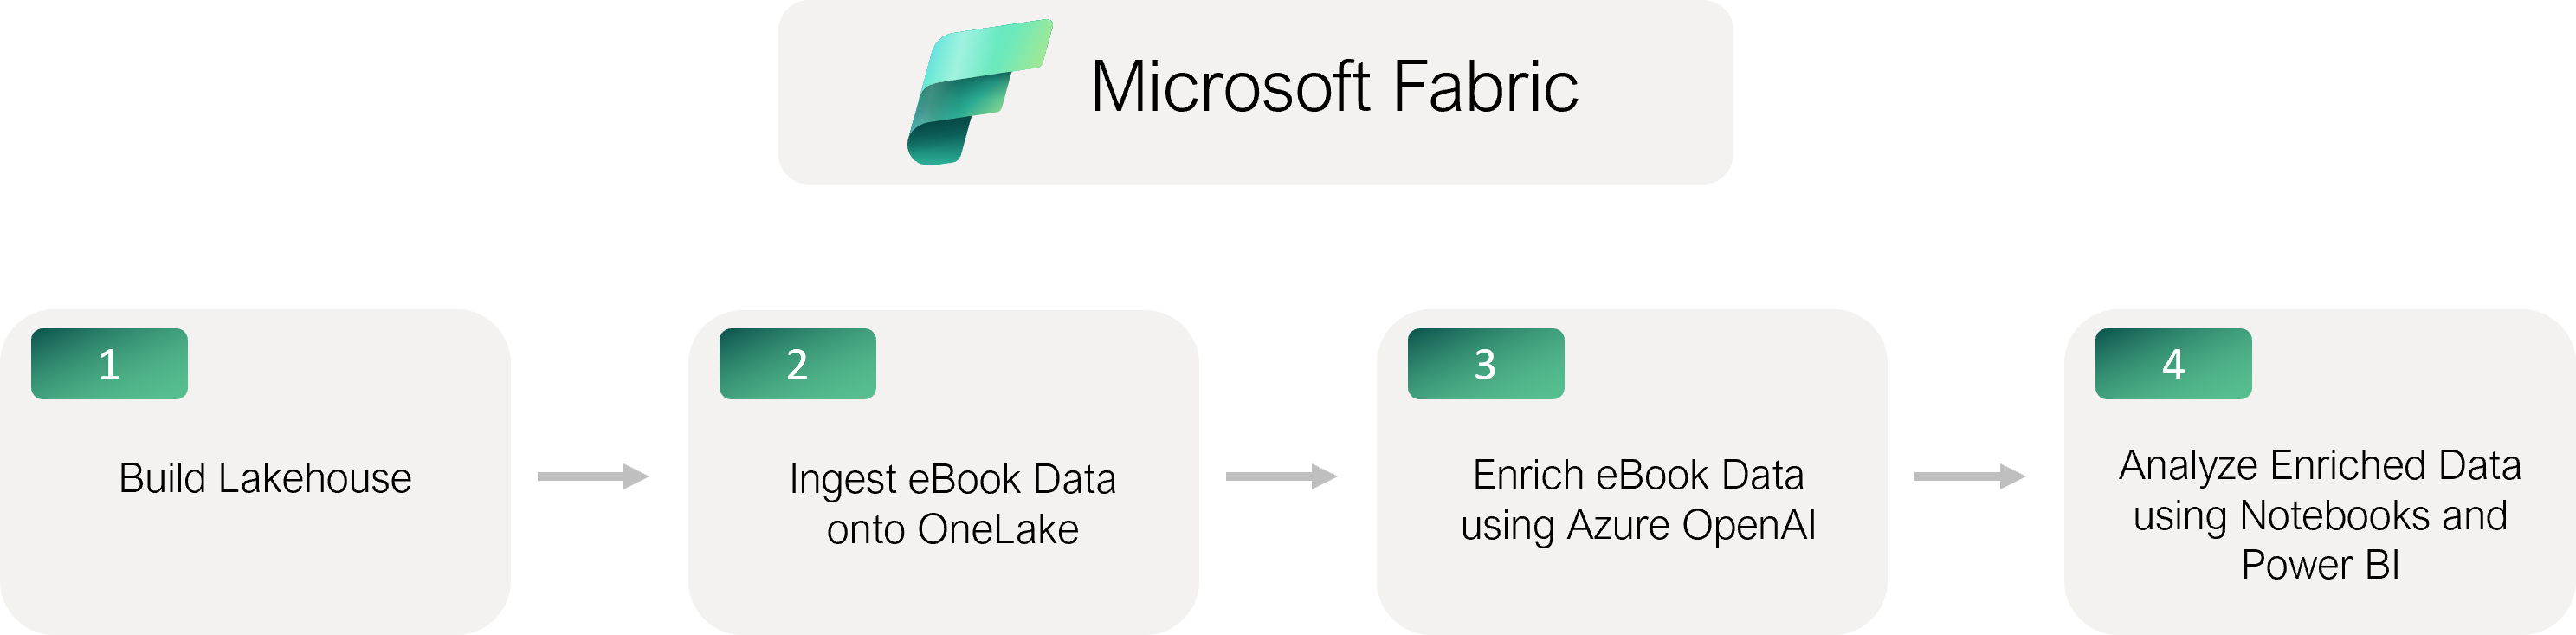 Microsoft Fabric
1
Build Lakehouse
2
Ingest eBook Data
onto OneLake
3
Enrich eBook Data
using Azure OpenAI
4
Analyze Enriched Data
using Notebooks and
Power BI